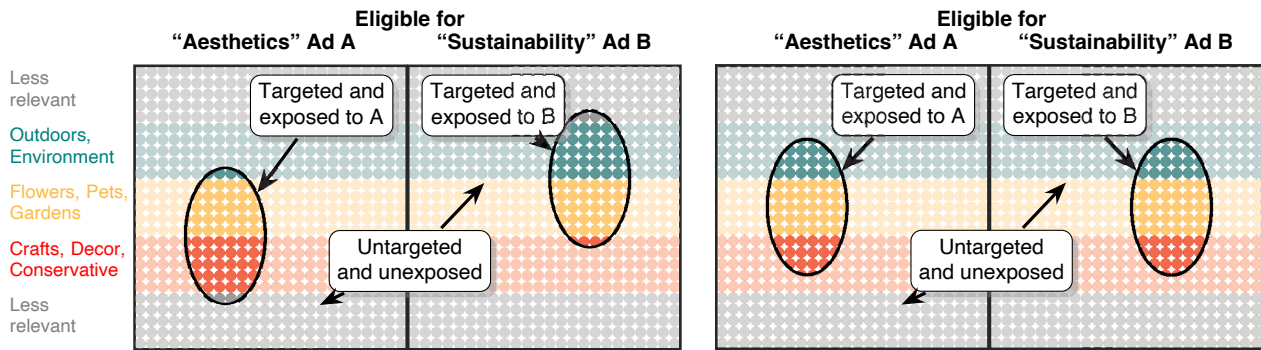 Eligible for
“Aesthetics” Ad A
“Sustainability” Ad B
Less
relevant
Outdoors,
Environment
Flowers, Pets,
Gardens
Crafts, Decor,
Conservative
Less
relevant
Targeted and
exposed to A
Targeted and
exposed to B
Untargeted
and unexposed
Eligible for
“Aesthetics” Ad A
“Sustainability” Ad B
Targeted and
exposed to A
Targeted and
exposed to B
Untargeted
and unexposed